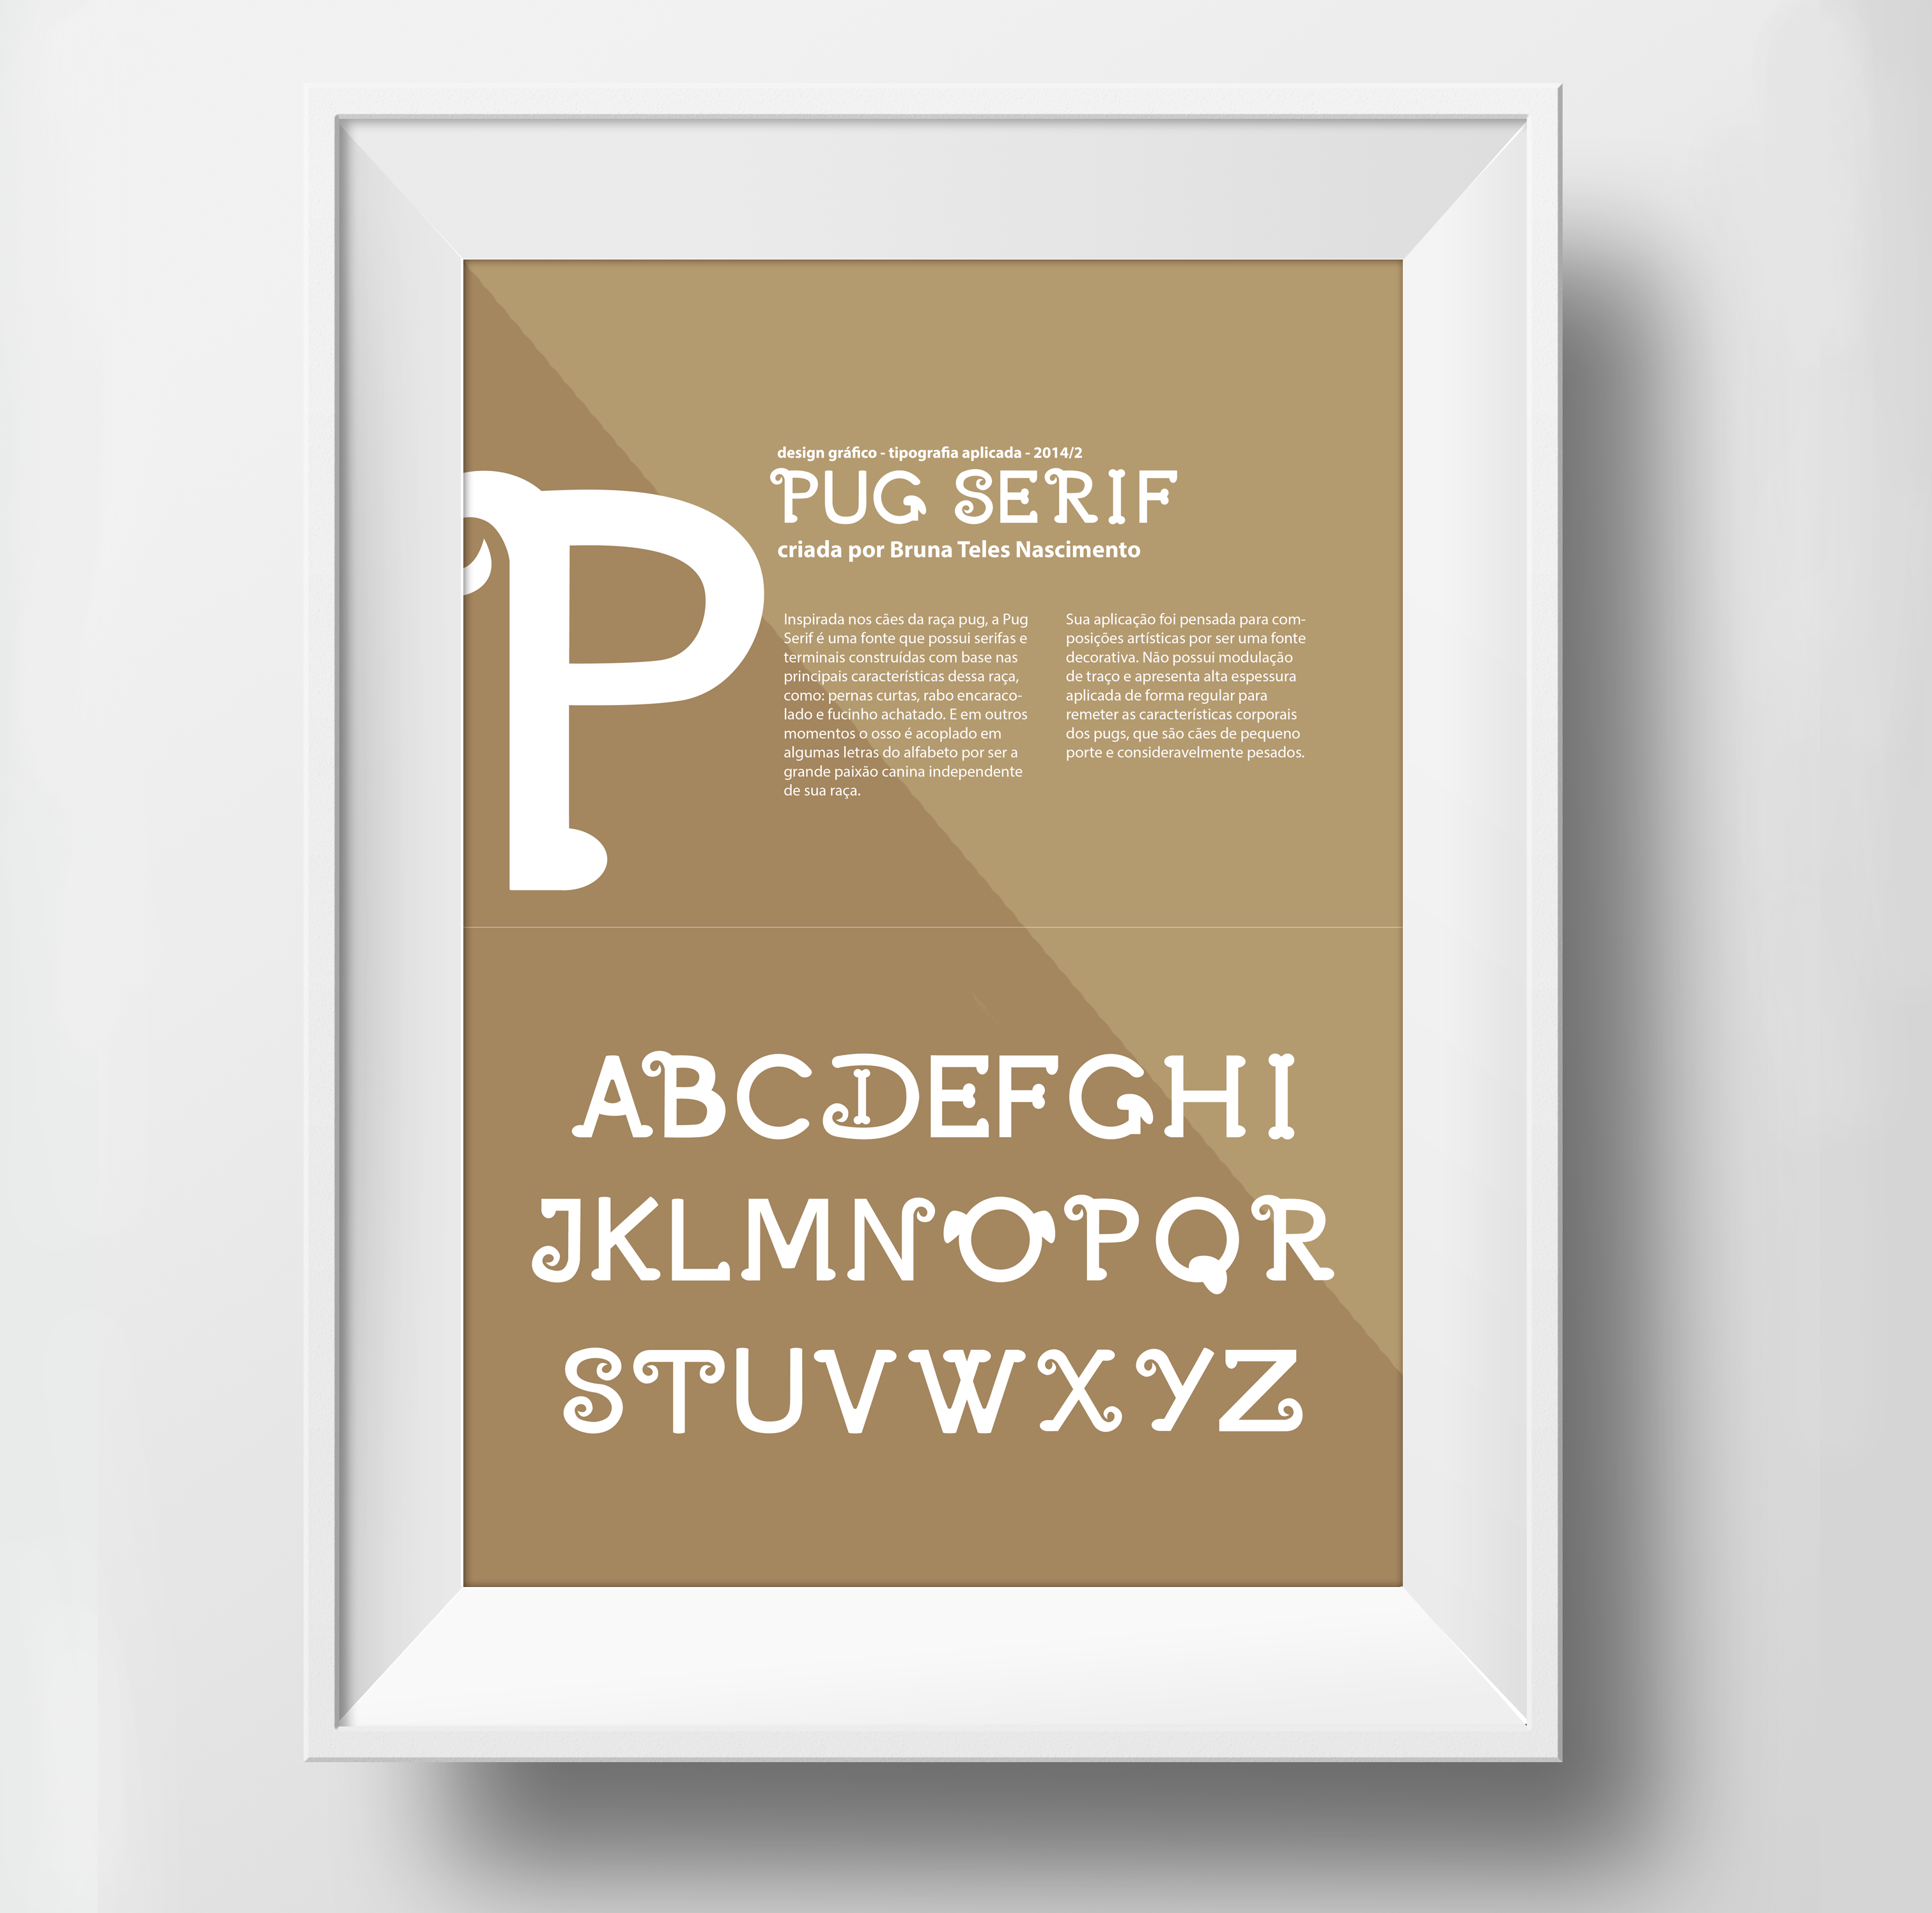 design gráfico - tipografia aplicada - 2014/2
PUG SERIF
criada por Bruna Teles Nascimento
P
Inspirada nos cães da raça pug, a Pug
Serif é uma fonte que possui serifas e
terminais construídas com base nas
principais características dessa raça,
como: pernas curtas, rabo encaraco-
lado e fucinho achatado. E em outros
momentos o osso é acoplado em
algumas letras do alfabeto por ser a
grande paixão canina independente
de sua raça.
Sua aplicação foi pensada para com-
posições artísticas por ser uma fonte
decorativa. Não possui modulação
de traço e apresenta alta espessura
aplicada de forma regular para
remeter as características corporais
dos pugs, que são cães de pequeno
porte e consideravelmente pesados.
ABCDEFGHI
JKLMNOPQR
STUVWXYZ